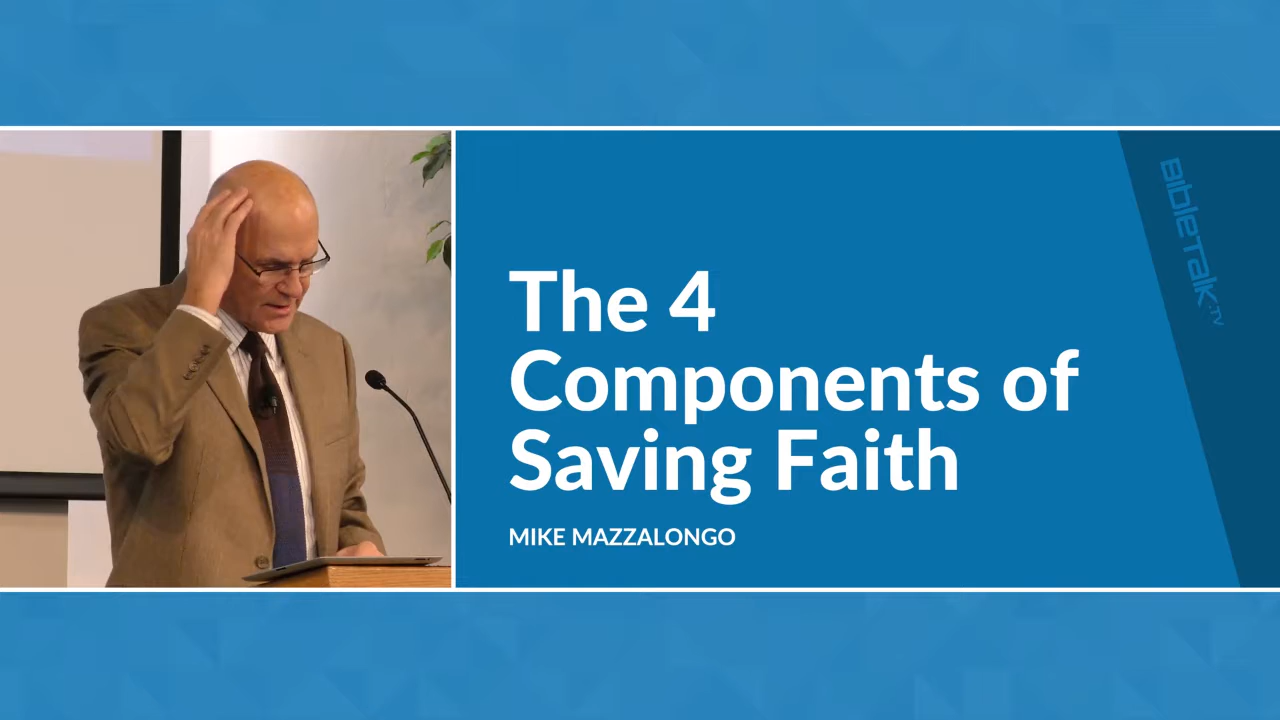 The 4
Components of
Saving Faith
MIKE MAZZALONGO
BibleTalk.TV